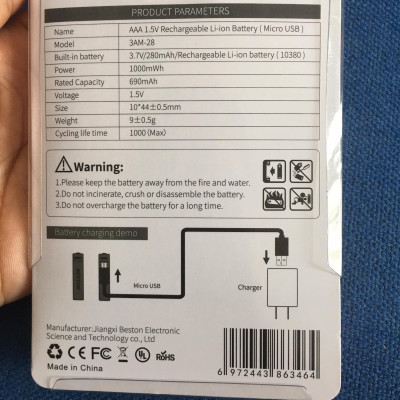 PRODUCT PARAMETERS
Name AAA 1.5V Rechargeable Li-ion Battery ( Micro USB )
Model 3AM-28
Built-in battery 3.7V/280mAh/Rechargeable Li-ion battery ( 10380 )
Power 1000mWh
Rated Capacity 690mAh
Voltage 1.5V
Size 10*44±0.5mm
Weight 9±0.5g
Cycling life time 1000 (Max)
Warning:
1.Please keep the battery away from the fire and water.
2.Do not incinerate, crush or disassemble the battery.
3.Do not overcharge the battery for a long time.
Battery charging demo
Micro USB
Charger
Manufacturer:Jiangxi Beston Electronic
Science and Technology co., Ltd
CE FC UL RoHS
Made in China
6 972443 863464